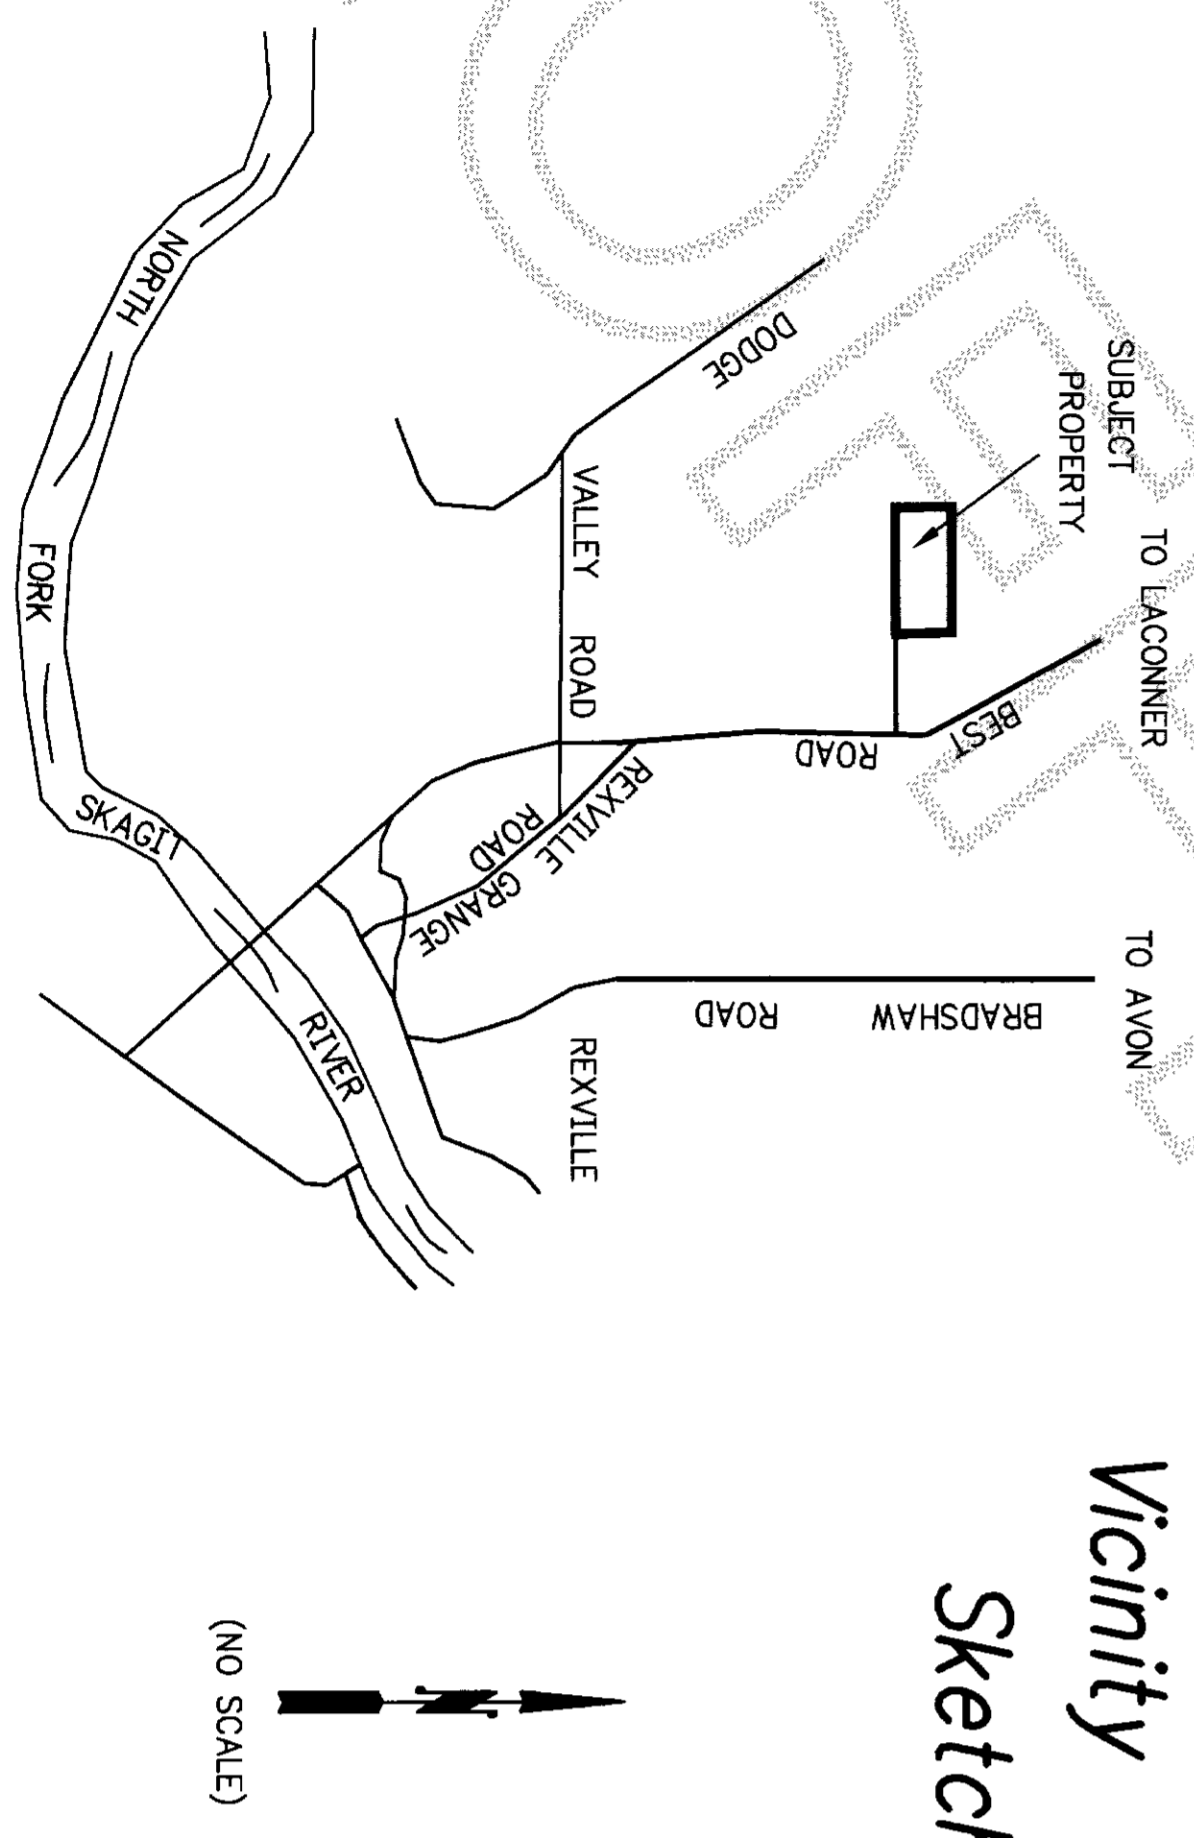 Vicinity
Sketch
TO LACONNER
TO AVON
SUBJECT
PROPERTY
BEST
ROAD
BRADSHAW
ROAD
DODGE
VALLEY ROAD
REXVILLE GRANGE
ROAD
REXVILLE
NORTH
FORK
SKAGIT
RIVER
N
(NO SCALE)